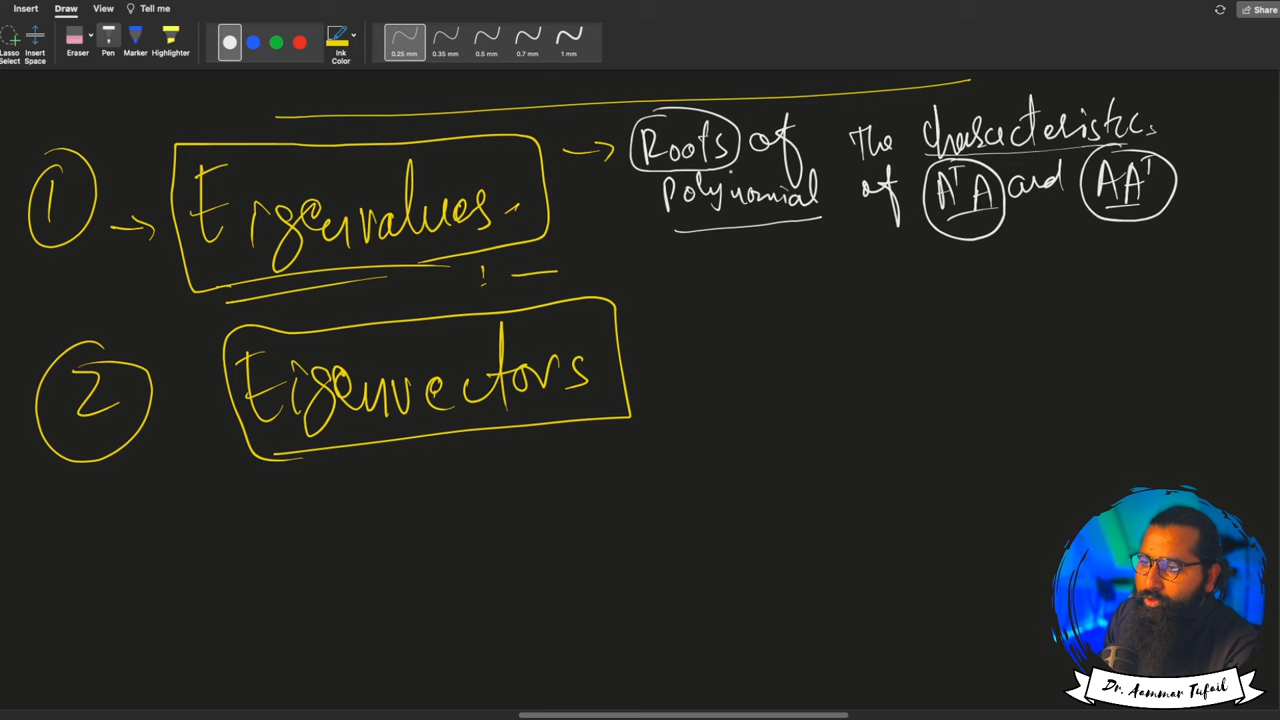 Insert Draw View Tell me
Share
Lasso Select
Insert Space
Eraser
Pen
Marker
Highlighter
Ink Color
0.25 mm
0.35 mm
0.5 mm
0.7 mm
1 mm
① → Eigenvalues. → Roots of The characteristic.
Polynomial of AᵀA and AAᵀ
! —
② Eigenvectors
Dr. Aammar Tufail